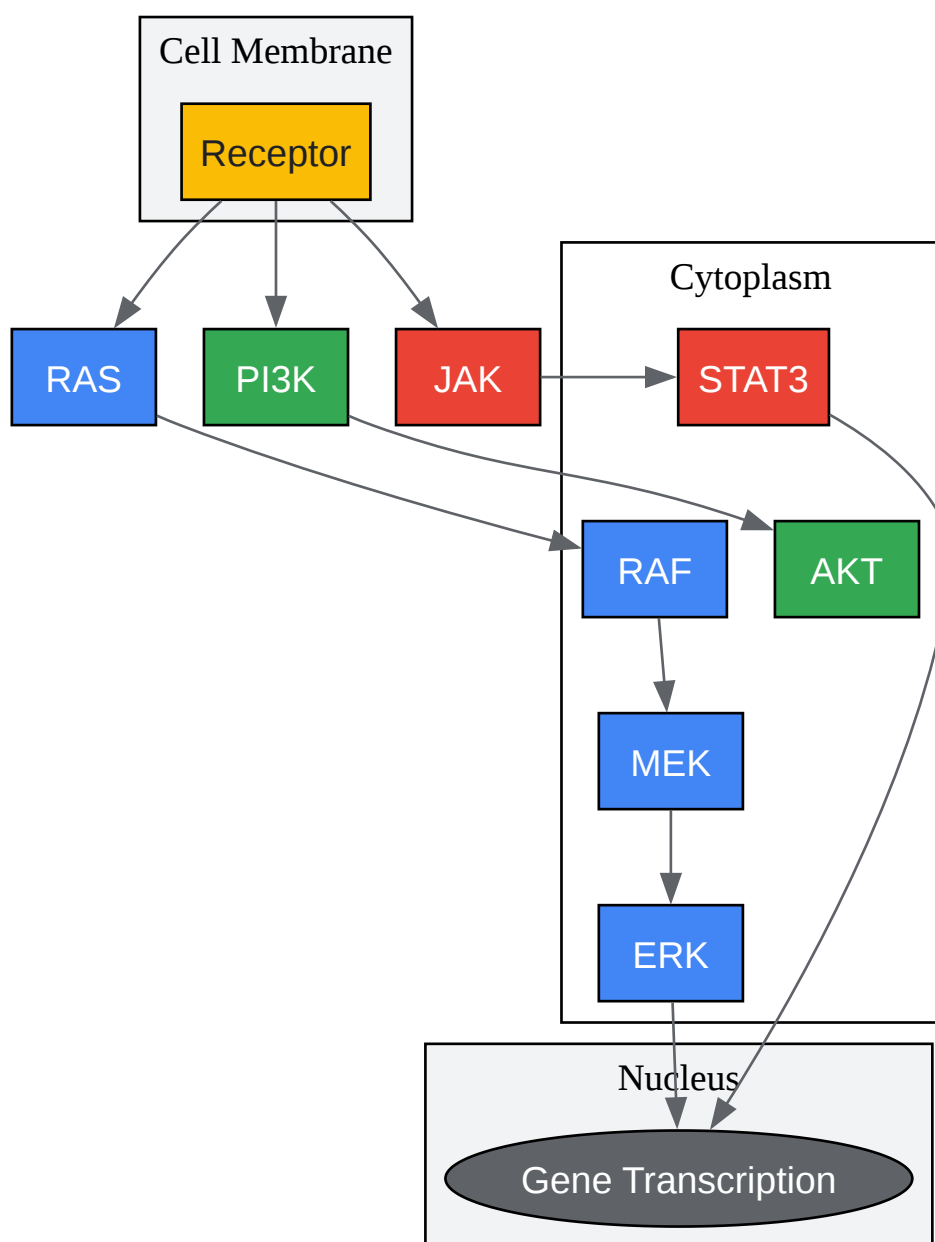 Cell Membrane
Receptor
Cytoplasm
RAS
PI3K
JAK
STAT3
RAF
AKT
MEK
ERK
Nucleus
Gene Transcription